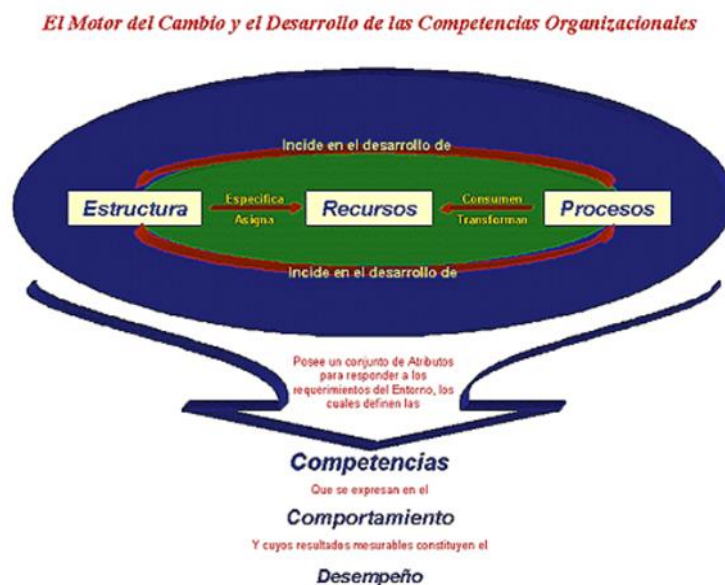 El Motor del Cambio y el Desarrollo de las Competencias Organizacionales
Incide en el desarrollo de
Estructura
Especifica
Asigna
Recursos
Consumen
Transforman
Procesos
Incide en el desarrollo de
Posee un conjunto de Atributos
para responder a los
requerimientos del Entorno, los
cuales definen las
Competencias
Que se expresan en el
Comportamiento
Y cuyos resultados mesurables constituyen el
Desempeño